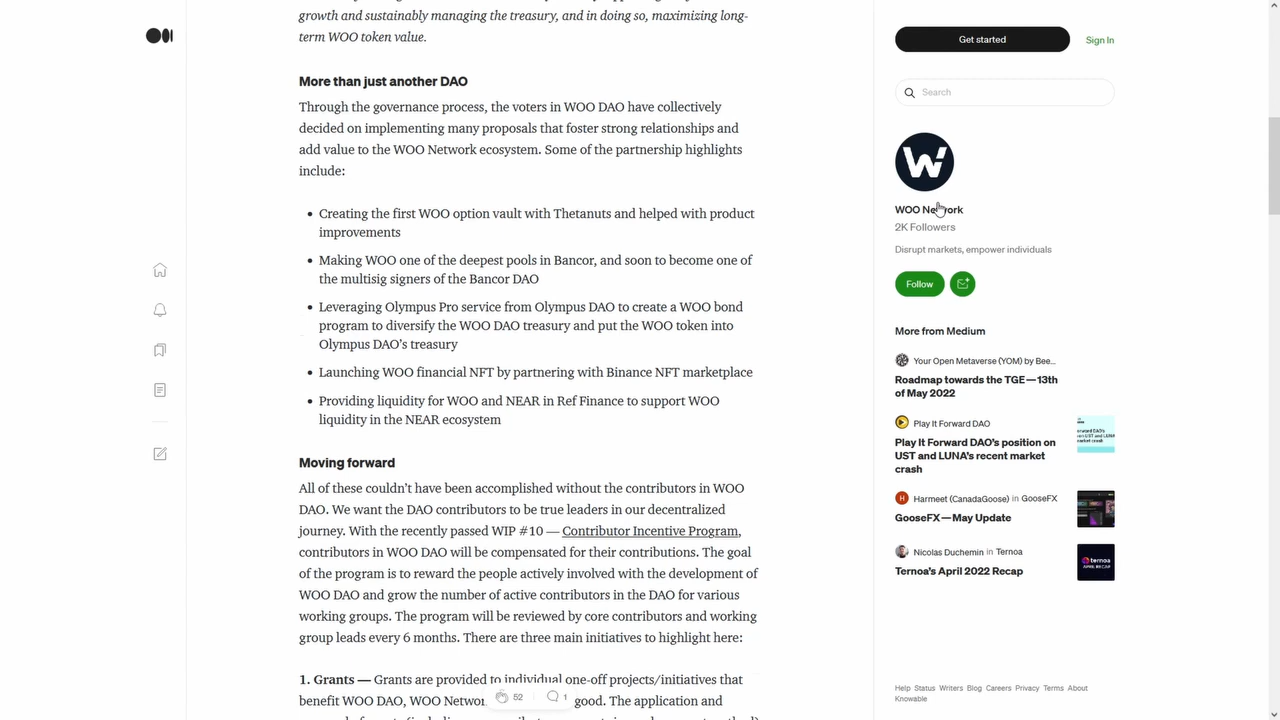 growth and sustainably managing the treasury, and in doing so, maximizing long-
term WOO token value.
More than just another DAO
Through the governance process, the voters in WOO DAO have collectively
decided on implementing many proposals that foster strong relationships and
add value to the WOO Network ecosystem. Some of the partnership highlights
include:
• Creating the first WOO option vault with Thetanuts and helped with product
improvements
• Making WOO one of the deepest pools in Bancor, and soon to become one of
the multisig signers of the Bancor DAO
• Leveraging Olympus Pro service from Olympus DAO to create a WOO bond
program to diversify the WOO DAO treasury and put the WOO token into
Olympus DAO’s treasury
• Launching WOO financial NFT by partnering with Binance NFT marketplace
• Providing liquidity for WOO and NEAR in Ref Finance to support WOO
liquidity in the NEAR ecosystem
Moving forward
All of these couldn’t have been accomplished without the contributors in WOO
DAO. We want the DAO contributors to be true leaders in our decentralized
journey. With the recently passed WIP #10 — Contributor Incentive Program,
contributors in WOO DAO will be compensated for their contributions. The goal
of the program is to reward the people actively involved with the development of
WOO DAO and grow the number of active contributors in the DAO for various
working groups. The program will be reviewed by core contributors and working
group leads every 6 months. There are three main initiatives to highlight here:
1. Grants — Grants are provided to individual one-off projects/initiatives that
benefit WOO DAO, WOO Networ good. The application and
52
1
Get started
Sign In
Search
W
WOO Network
2K Followers
Disrupt markets, empower individuals
Follow
More from Medium
Your Open Metaverse (YOM) by Bee...
Roadmap towards the TGE — 13th
of May 2022
Play It Forward DAO
Play It Forward DAO’s position on
UST and LUNA’s recent market
crash
H Harmeet (CanadaGoose) in GooseFX
GooseFX — May Update
Nicolas Duchemin in Ternoa
Ternoa’s April 2022 Recap
ternoa
APRIL RECAP
Help Status Writers Blog Careers Privacy Terms About
Knowable